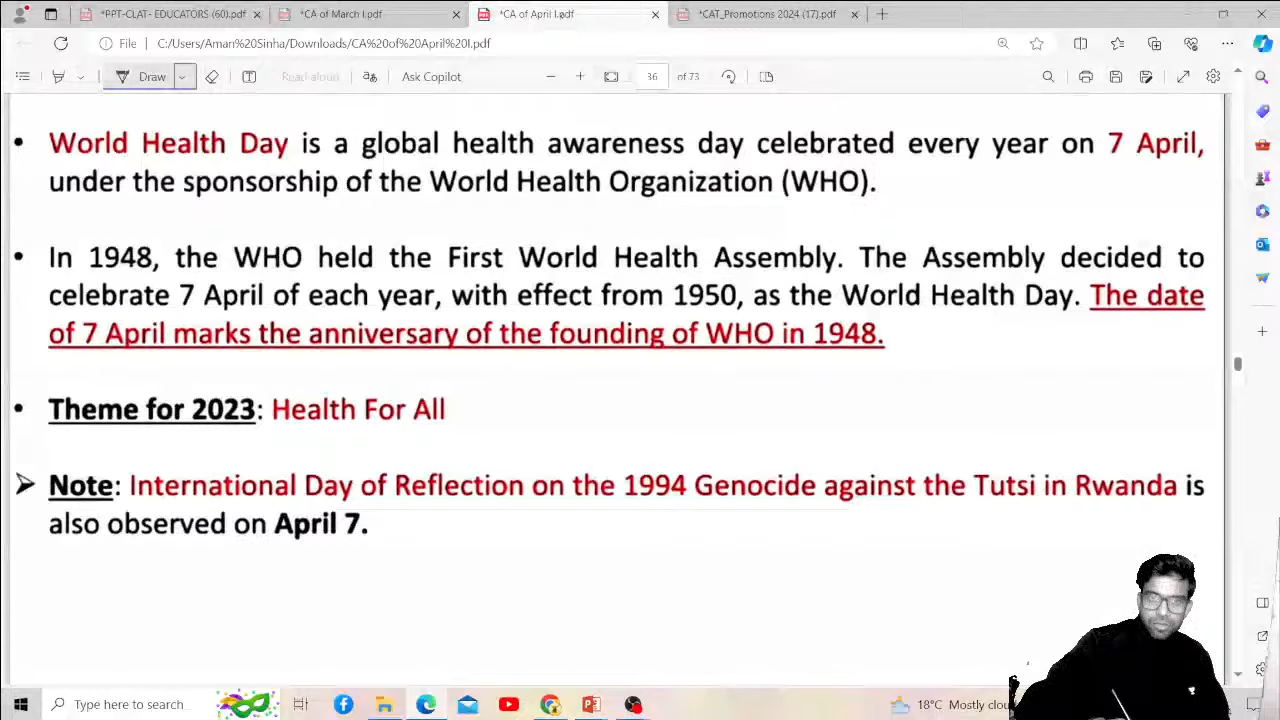 *PPT-CLAT- EDUCATORS (60).pdf
*CA of March I.pdf
*CA of April I.pdf
*CAT_Promotions 2024 (17).pdf
File
C:/Users/Aman%20Sinha/Downloads/CA%20of%20April%20I.pdf
Draw
Read aloud
Ask Copilot
36
of 73
• World Health Day is a global health awareness day celebrated every year on 7 April,
under the sponsorship of the World Health Organization (WHO).
• In 1948, the WHO held the First World Health Assembly. The Assembly decided to
celebrate 7 April of each year, with effect from 1950, as the World Health Day. The date
of 7 April marks the anniversary of the founding of WHO in 1948.
• Theme for 2023: Health For All
➢ Note: International Day of Reflection on the 1994 Genocide against the Tutsi in Rwanda is
also observed on April 7.
Type here to search
18°C Mostly clou